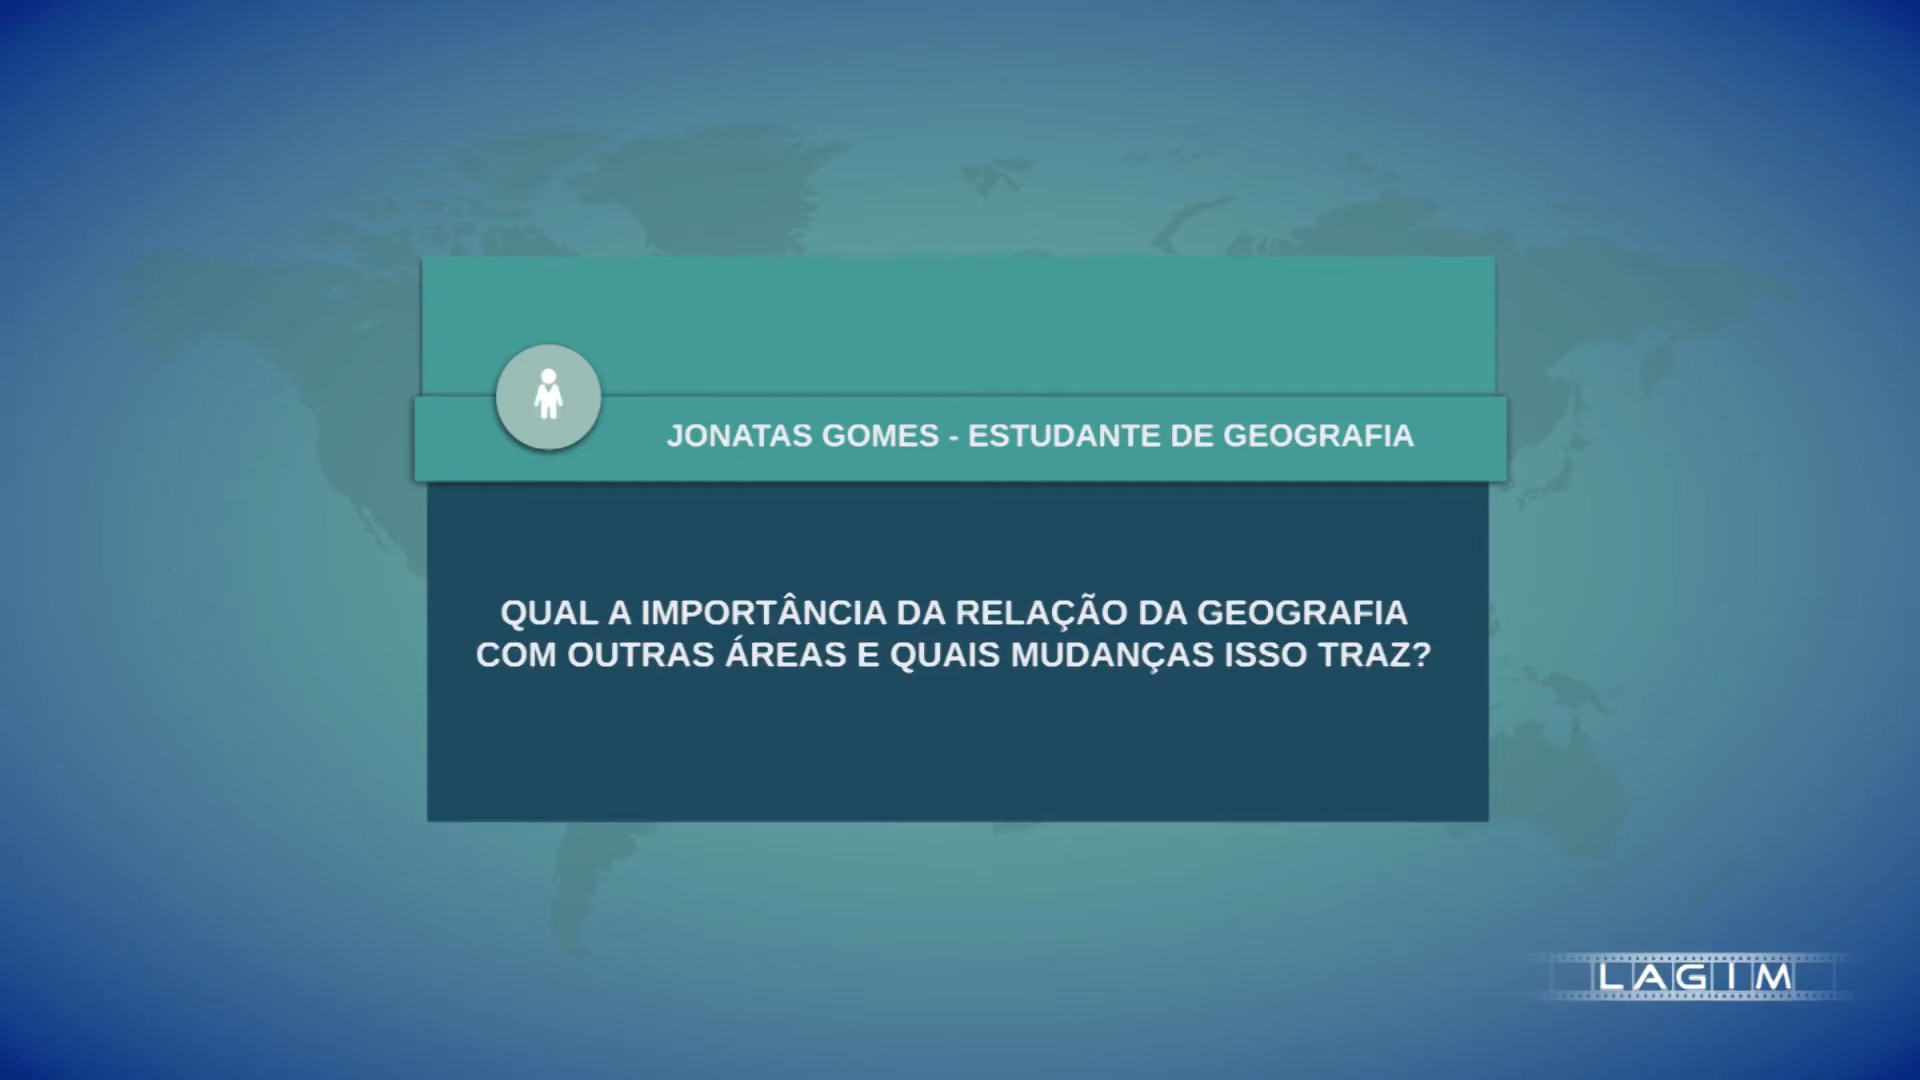 JONATAS GOMES - ESTUDANTE DE GEOGRAFIA
QUAL A IMPORTÂNCIA DA RELAÇÃO DA GEOGRAFIA
COM OUTRAS ÁREAS E QUAIS MUDANÇAS ISSO TRAZ?
LAGIM